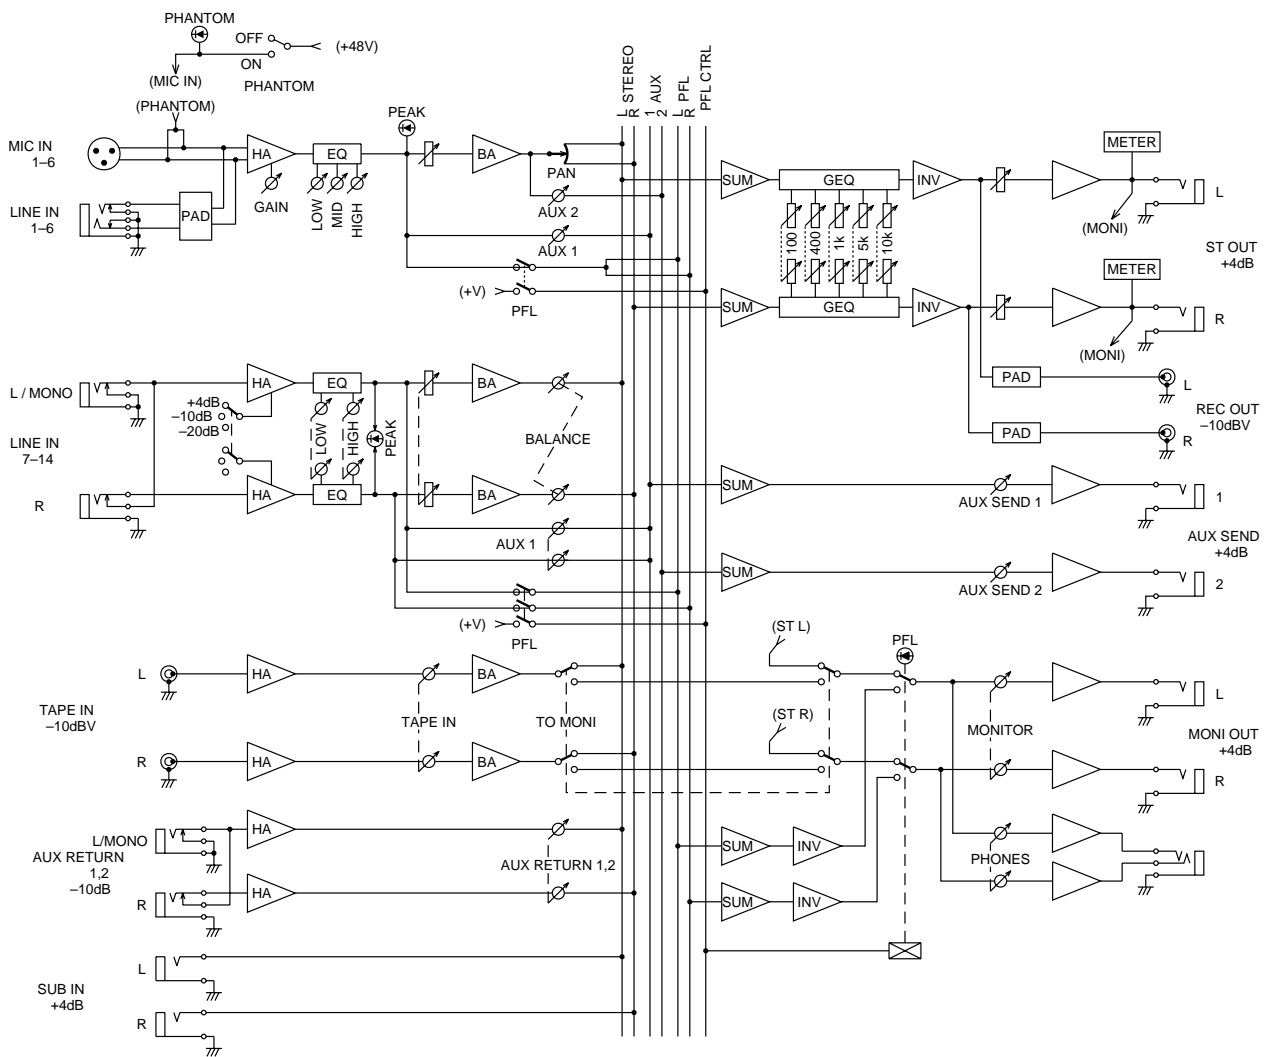 PHANTOM
OFF
ON
(+48V)
PHANTOM
(MIC IN)
(PHANTOM)
MIC IN
1–6
LINE IN
1–6
PAD
HA
GAIN
EQ
LOW
MID
HIGH
PEAK
BA
PAN
AUX 2
AUX 1
(+V)
PFL
L STEREO
R
1 AUX
2
L PFL
R
PFL CTRL
SUM
GEQ
INV
100
400
1k
5k
10k
SUM
GEQ
INV
METER
(MONI)
L
ST OUT
+4dB
METER
(MONI)
R
PAD
L
REC OUT
–10dBV
PAD
R
L / MONO
LINE IN
7–14
R
+4dB
–10dB
–20dB
HA
EQ
LOW
HIGH
PEAK
HA
EQ
BA
BALANCE
BA
AUX 1
(+V)
PFL
SUM
AUX SEND 1
1
AUX SEND
+4dB
SUM
AUX SEND 2
2
L
TAPE IN
–10dBV
R
HA
HA
TAPE IN
BA
BA
TO MONI
(ST L)
(ST R)
PFL
MONITOR
L
MONI OUT
+4dB
R
PHONES
SUM
INV
SUM
INV
L/MONO
AUX RETURN
1,2
–10dB
R
HA
HA
AUX RETURN 1,2
L
SUB IN
+4dB
R